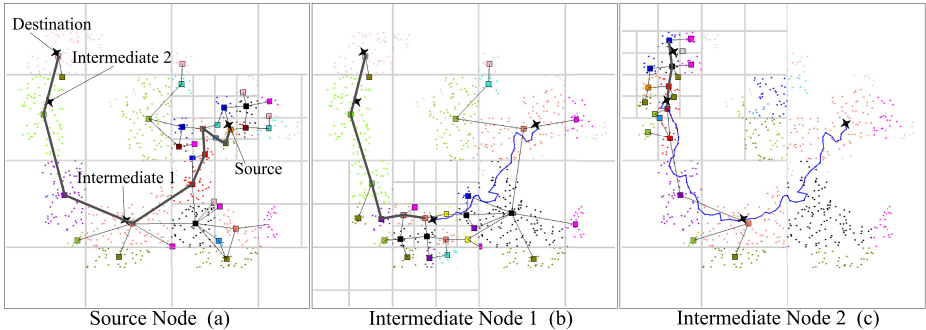 Destination
Intermediate 2
Intermediate 1
Source
Source Node (a)
Intermediate Node 1 (b)
Intermediate Node 2 (c)